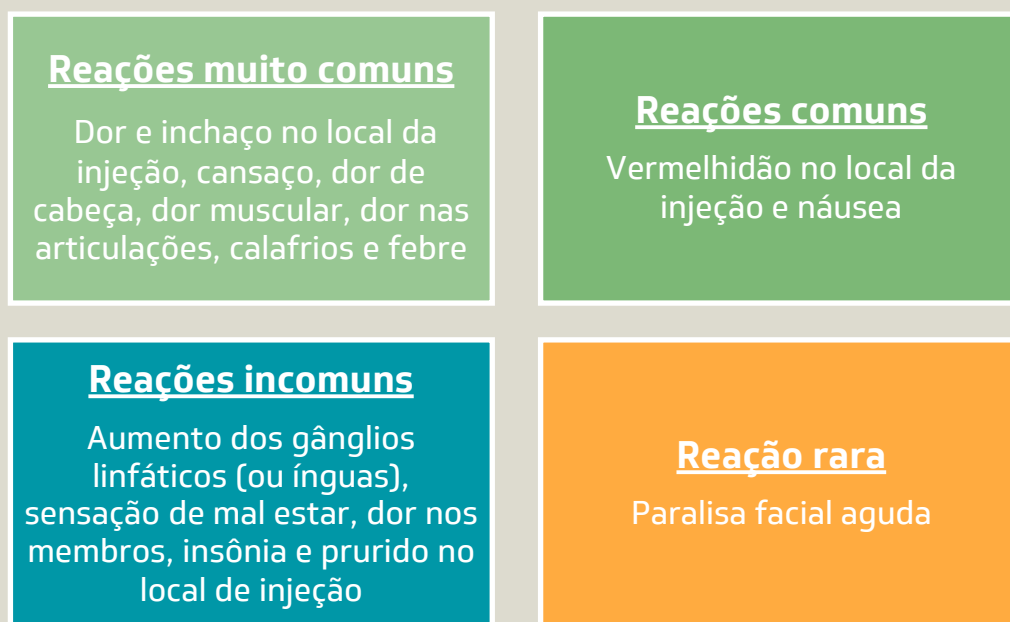 Reações muito comuns
Dor e inchaço no local da
injeção, cansaço, dor de
cabeça, dor muscular, dor nas
articulações, calafrios e febre
Reações comuns
Vermelhidão no local da
injeção e náusea
Reações incomuns
Aumento dos gânglios
linfáticos (ou ínguas),
sensação de mal estar, dor nos
membros, insônia e prurido no
local de injeção
Reação rara
Paralisa facial aguda